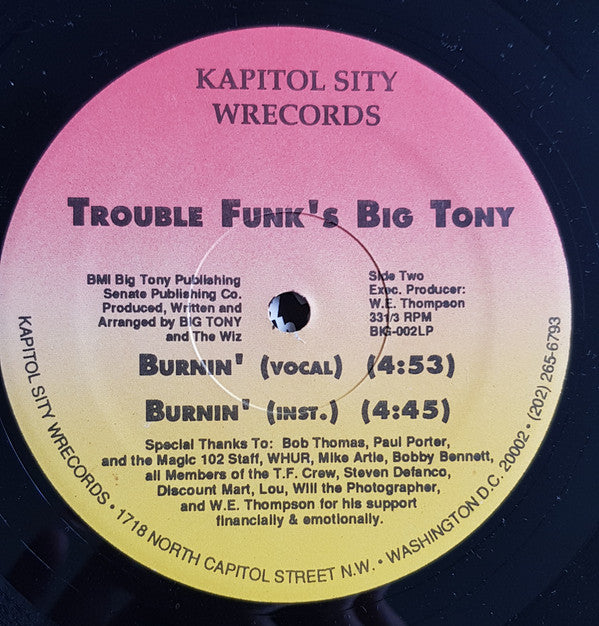 KAPITOL SITY
WRECORDS
TROUBLE FUNK'S BIG TONY
BMI Big Tony Publishing
Senate Publishing Co.
Produced, Written and
Arranged by BIG TONY
and The Wiz
Side Two
Exec. Producer:
W.E. Thompson
331/3 RPM
BIG-002LP
BURNIN' (VOCAL) (4:53)
BURNIN' (INST.) (4:45)
Special Thanks To: Bob Thomas, Paul Porter,
and the Magic 102 Staff, WHUR, Mike Artie, Bobby Bennett,
all Members of the T.F. Crew, Steven Defanco,
Discount Mart, Lou, Will the Photographer,
and W.E. Thompson for his support
financially & emotionally.
KAPITOL SITY WRECORDS • 1718 NORTH CAPITOL STREET N.W. • WASHINGTON D.C. 20002 • (202) 265-6793